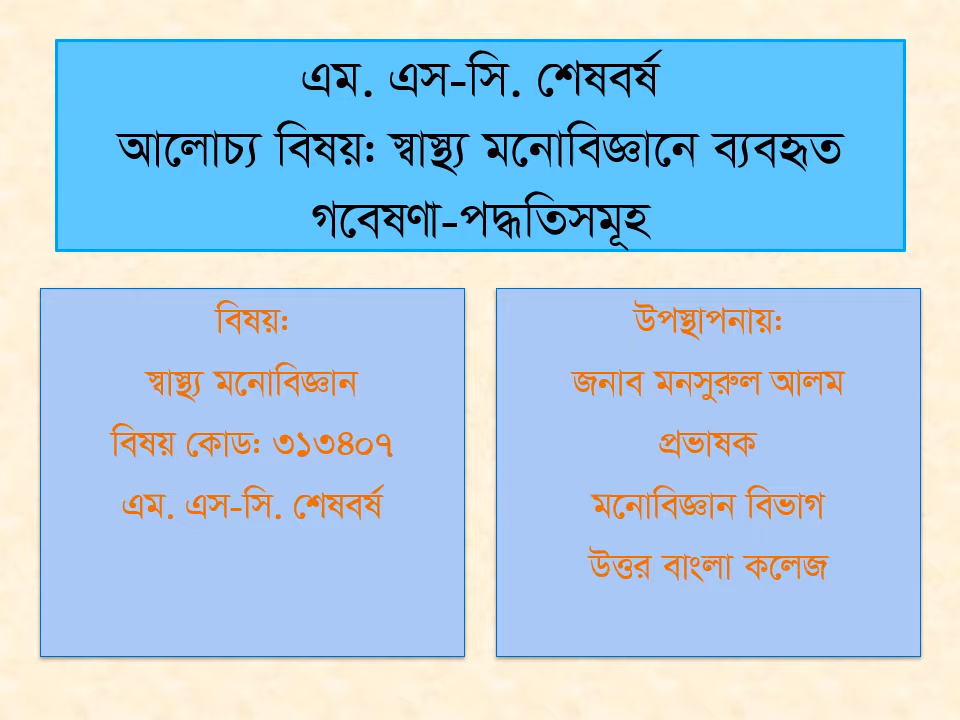 এম. এস-সি. শেষবর্ষ
আলোচ্য বিষয়: স্বাস্থ্য মনোবিজ্ঞানে ব্যবহৃত
গবেষণা-পদ্ধতিসমূহ
বিষয়:
স্বাস্থ্য মনোবিজ্ঞান
বিষয় কোড: ৩১৩৪০৭
এম. এস-সি. শেষবর্ষ
উপস্থাপনায়:
জনাব মনসুরুল আলম
প্রভাষক
মনোবিজ্ঞান বিভাগ
উত্তর বাংলা কলেজ